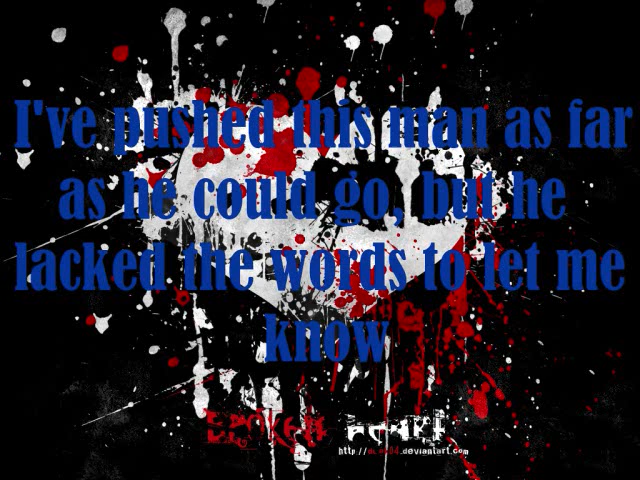 I've pushed this man as far
as he could go, but he
lacked the words to let me
know
BROKEN HEART